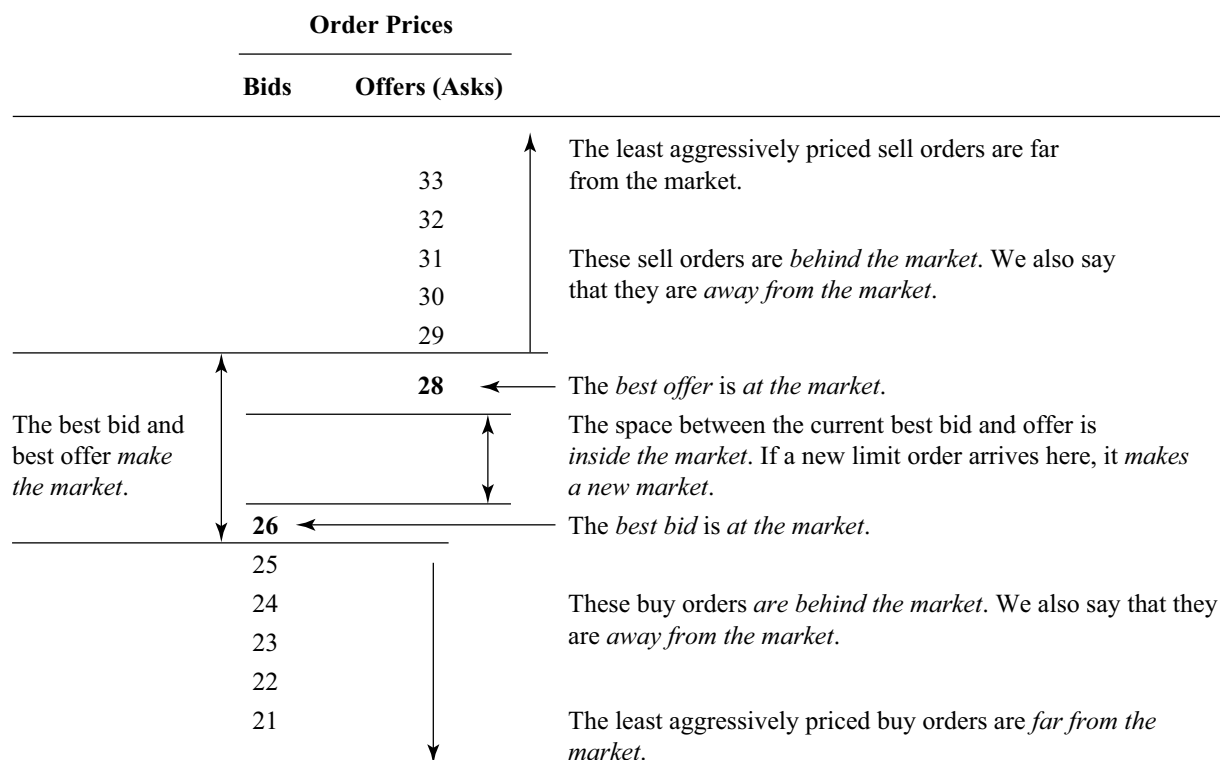 Order Prices
Bids Offers (Asks)
The least aggressively priced sell orders are far
from the market.
33
32
31
These sell orders are behind the market. We also say
that they are away from the market.
30
29
28
The best offer is at the market.
The best bid and
best offer make
the market.
The space between the current best bid and offer is
inside the market. If a new limit order arrives here, it makes
a new market.
26
The best bid is at the market.
25
24
These buy orders are behind the market. We also say that they
are away from the market.
23
22
21
The least aggressively priced buy orders are far from the
market.